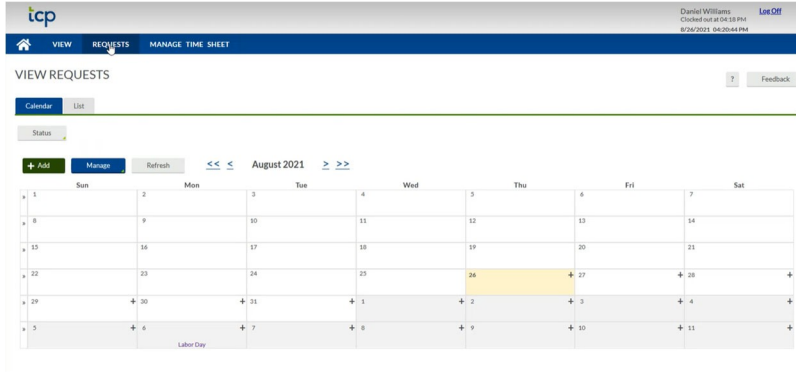 tcp
Daniel Williams Log Off
Clocked out at 04:18 PM
8/26/2021 04:20:44 PM
VIEW REQUESTS MANAGE TIME SHEET
VIEW REQUESTS
? Feedback
Calendar List
Status
+ Add Manage Refresh << < August 2021 > >>
Sun Mon Tue Wed Thu Fri Sat
» 1 2 3 4 5 6 7
» 8 9 10 11 12 13 14
» 15 16 17 18 19 20 21
» 22 23 24 25 26 + 27 + 28 +
» 29 + 30 + 31 + 1 + 2 + 3 + 4 +
» 5 + 6 + 7 + 8 + 9 + 10 + 11 +
Labor Day